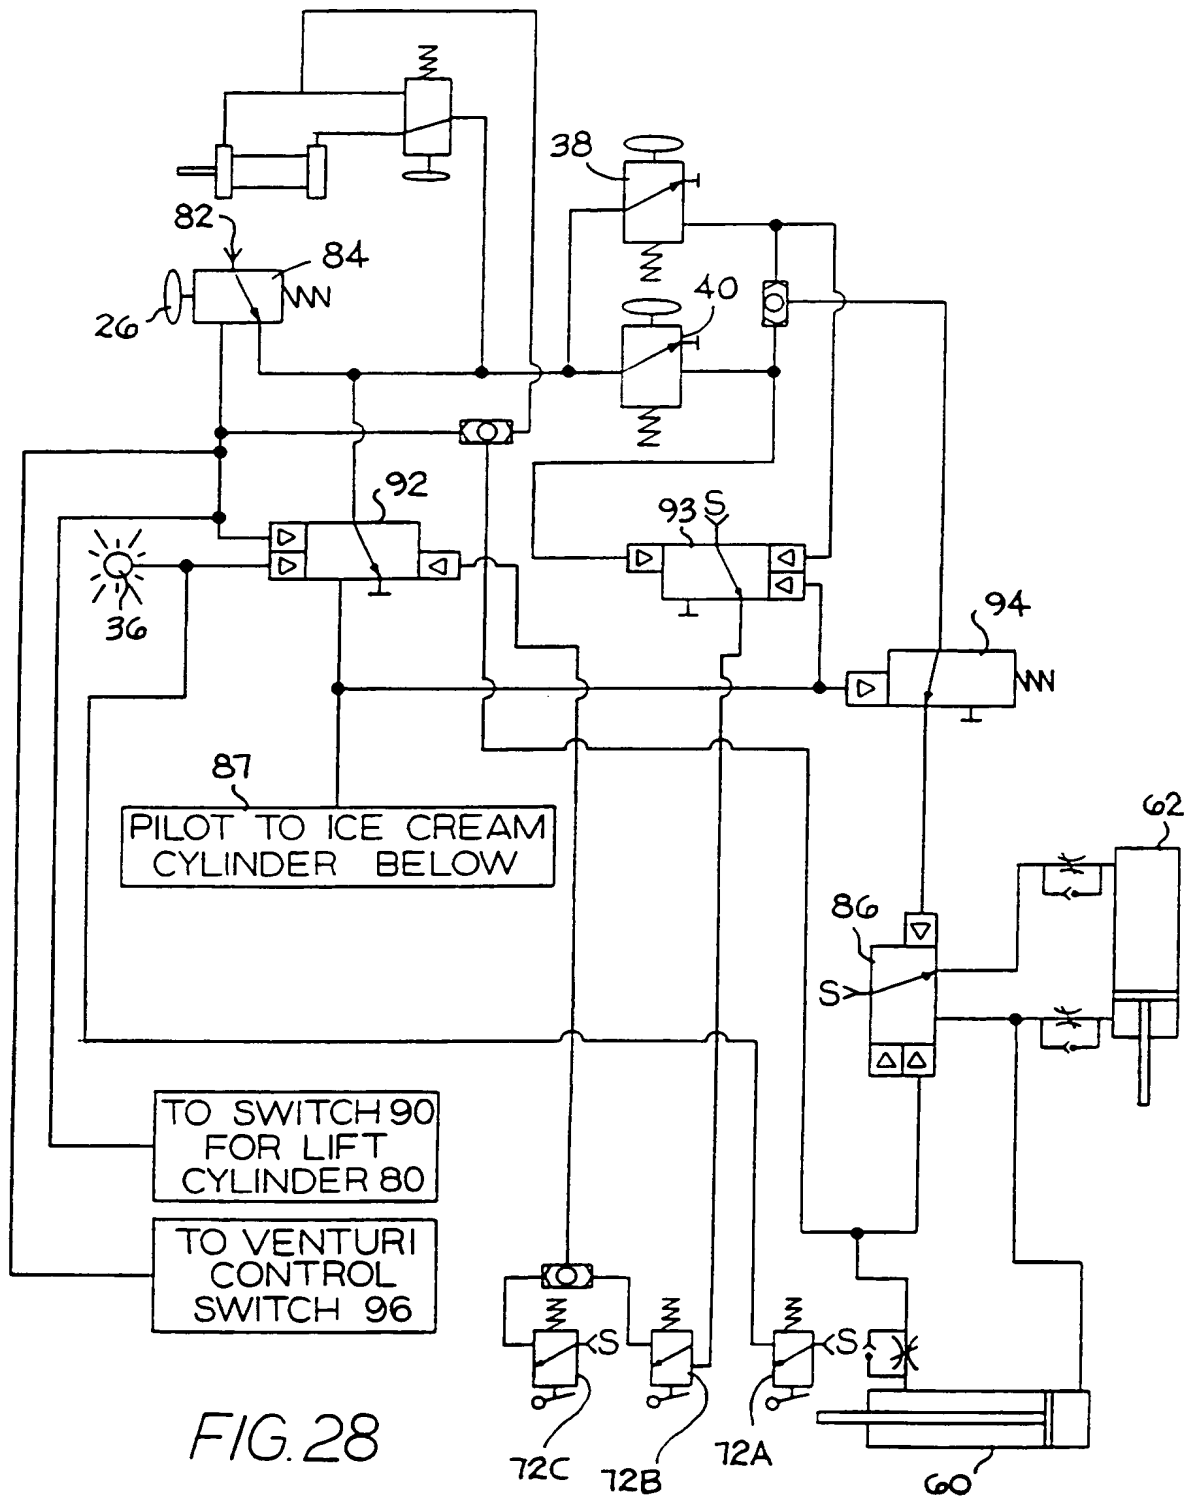 38
82
84
40
26
92
93 S
36
94
87
PILOT TO ICE CREAM
CYLINDER BELOW
62
86
S
TO SWITCH 90
FOR LIFT
CYLINDER 80
TO VENTURI
CONTROL
SWITCH 96
S
S
72C
72B
72A
60
FIG. 28